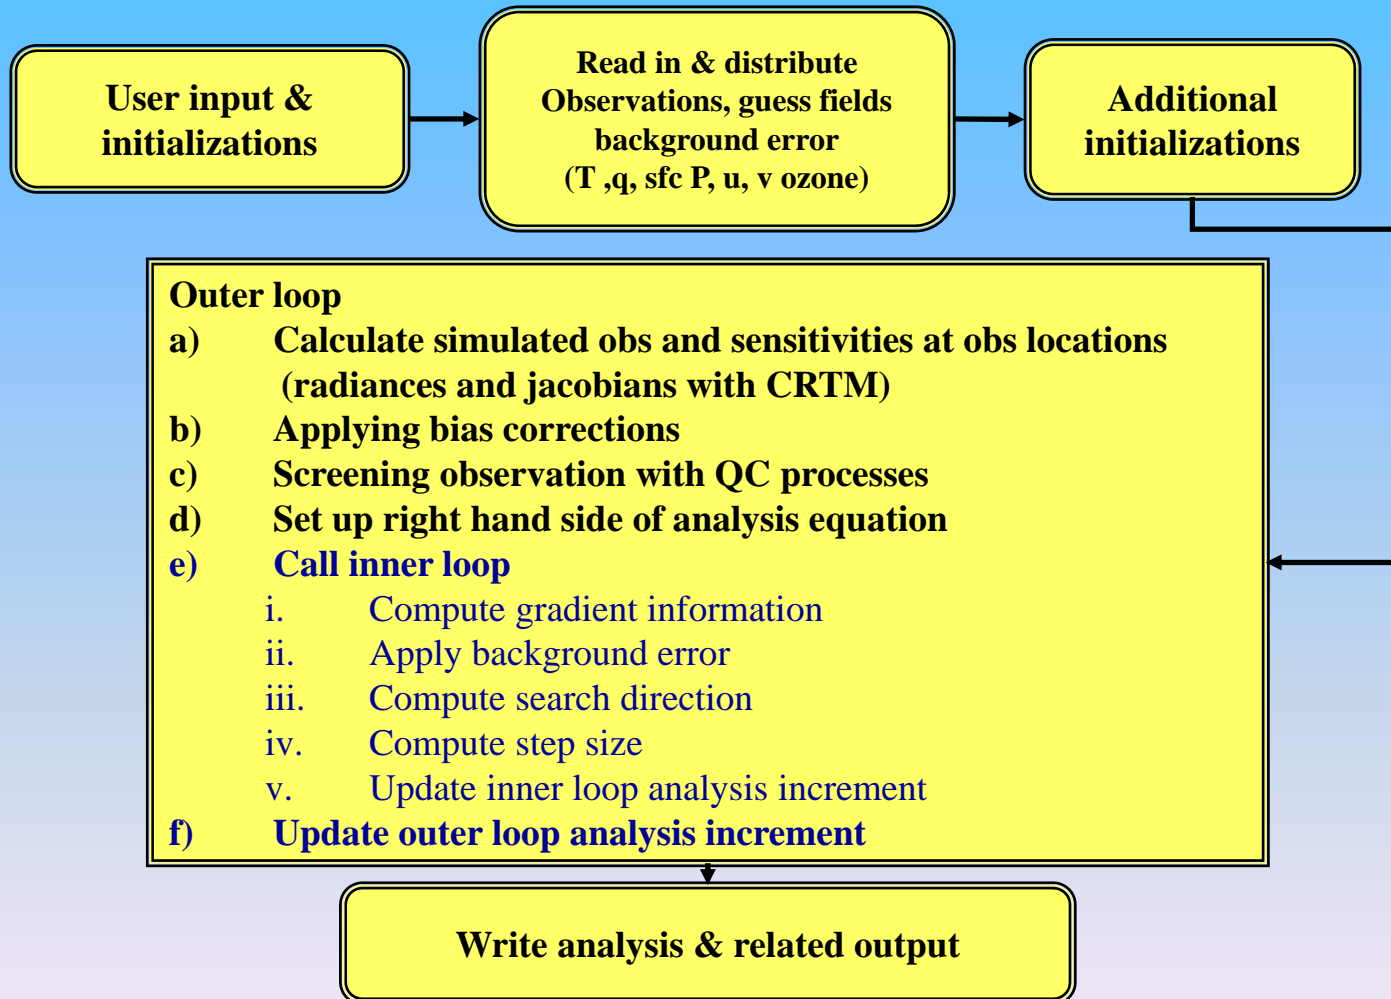 User input &
initializations
Read in & distribute
Observations, guess fields
background error
(T ,q, sfc P, u, v ozone)
Additional
initializations
Outer loop
a) Calculate simulated obs and sensitivities at obs locations
(radiances and jacobians with CRTM)
b) Applying bias corrections
c) Screening observation with QC processes
d) Set up right hand side of analysis equation
e) Call inner loop
i. Compute gradient information
ii. Apply background error
iii. Compute search direction
iv. Compute step size
v. Update inner loop analysis increment
f) Update outer loop analysis increment
Write analysis & related output